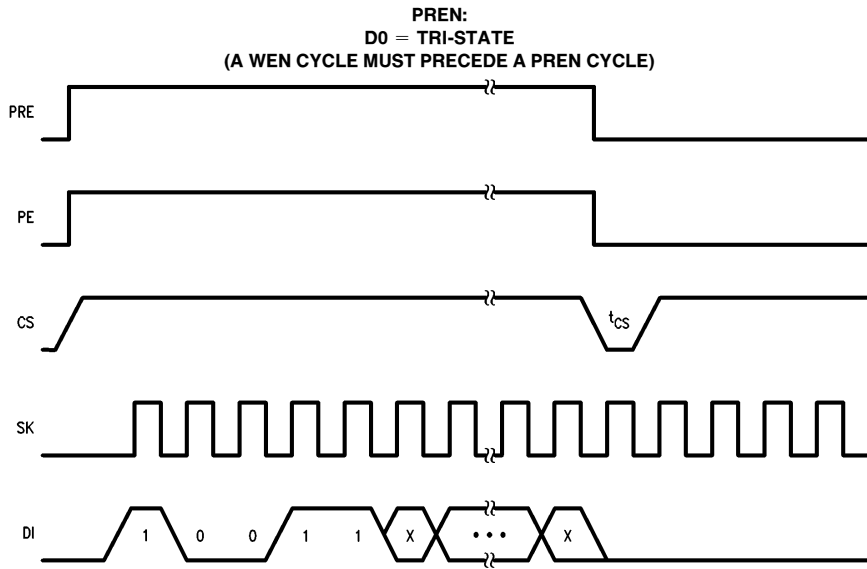 PREN:
D0 = TRI-STATE
(A WEN CYCLE MUST PRECEDE A PREN CYCLE)
PRE
PE
CS
tCS
SK
DI
1 0 0 1 1 X • • • X